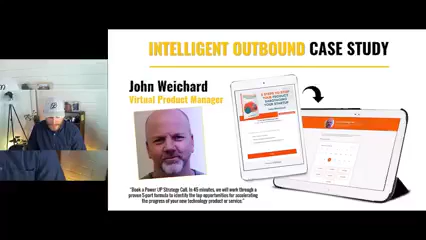 INTELLIGENT OUTBOUND CASE STUDY
John Weichard
Virtual Product Manager
"Book a Power UP Strategy Call. In 45 minutes, we will work through a
proven 5-part formula to identify the top opportunities for accelerating
the progress of your new technology product or service."